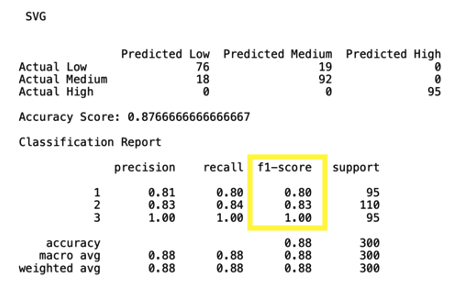 SVG
Predicted Low Predicted Medium Predicted High
Actual Low 76 19 0
Actual Medium 18 92 0
Actual High 0 0 95
Accuracy Score: 0.8766666666666667
Classification Report
precision recall f1-score support
1 0.81 0.80 0.80 95
2 0.83 0.84 0.83 110
3 1.00 1.00 1.00 95
accuracy 0.88 300
macro avg 0.88 0.88 0.88 300
weighted avg 0.88 0.88 0.88 300